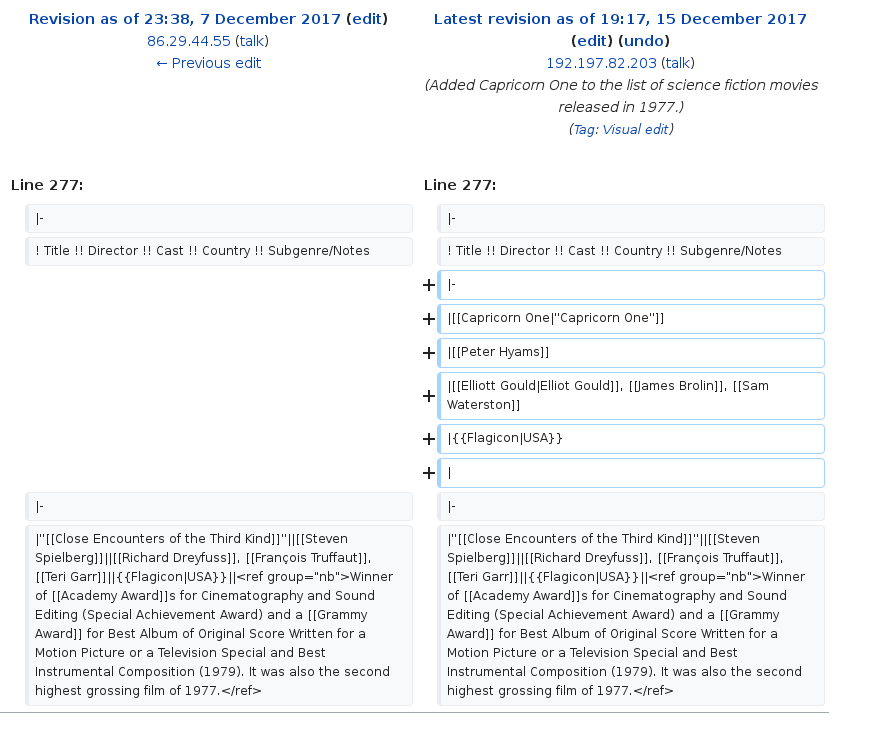 Revision as of 23:38, 7 December 2017 (edit)
86.29.44.55 (talk)
← Previous edit
Latest revision as of 19:17, 15 December 2017
(edit) (undo)
192.197.82.203 (talk)
(Added Capricorn One to the list of science fiction movies
released in 1977.)
(Tag: Visual edit)
Line 277:
Line 277:
|-
|-
! Title !! Director !! Cast !! Country !! Subgenre/Notes
! Title !! Director !! Cast !! Country !! Subgenre/Notes
+ |-
+ |[[Capricorn One|"Capricorn One"]]
+ |[[Peter Hyams]]
+ |[[Elliott Gould|Elliot Gould]], [[James Brolin]], [[Sam
Waterston]]
+ |{{Flagicon|USA}}
+ |
|-
|-
|''[[Close Encounters of the Third Kind]]''||[[Steven
Spielberg]]||[[Richard Dreyfuss]], [[François Truffaut]],
[[Teri Garr]]||{{Flagicon|USA}}||<ref group="nb">Winner
of [[Academy Award]]s for Cinematography and Sound
Editing (Special Achievement Award) and a [[Grammy
Award]] for Best Album of Original Score Written for a
Motion Picture or a Television Special and Best
Instrumental Composition (1979). It was also the second
highest grossing film of 1977.</ref>
|''[[Close Encounters of the Third Kind]]''||[[Steven
Spielberg]]||[[Richard Dreyfuss]], [[François Truffaut]],
[[Teri Garr]]||{{Flagicon|USA}}||<ref group="nb">Winner
of [[Academy Award]]s for Cinematography and Sound
Editing (Special Achievement Award) and a [[Grammy
Award]] for Best Album of Original Score Written for a
Motion Picture or a Television Special and Best
Instrumental Composition (1979). It was also the second
highest grossing film of 1977.</ref>